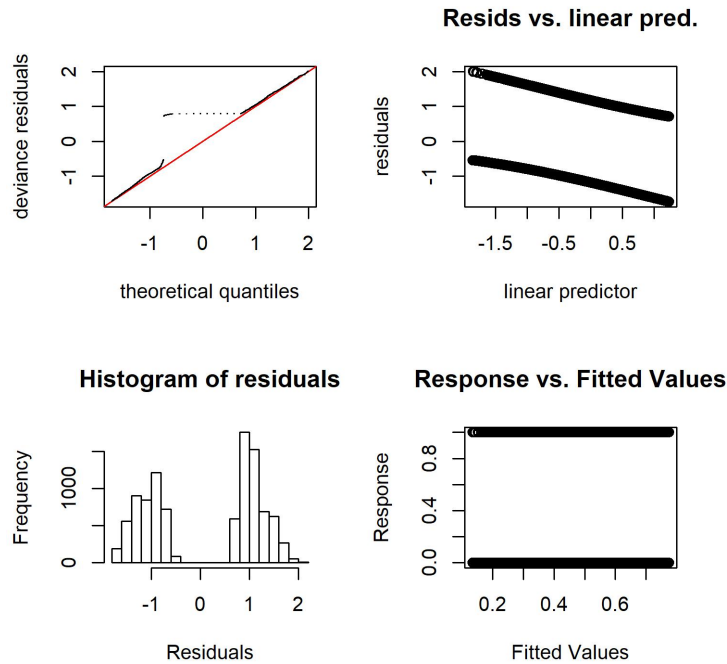 deviance residuals
2
1
0
-1
-1
0
1
2
theoretical quantiles
Resids vs. linear pred.
residuals
2
1
0
-1
-1.5
-0.5
0.5
linear predictor
Histogram of residuals
Frequency
1000
0
-1
0
1
2
Residuals
Response vs. Fitted Values
Response
0.8
0.4
0.0
0.2
0.4
0.6
Fitted Values